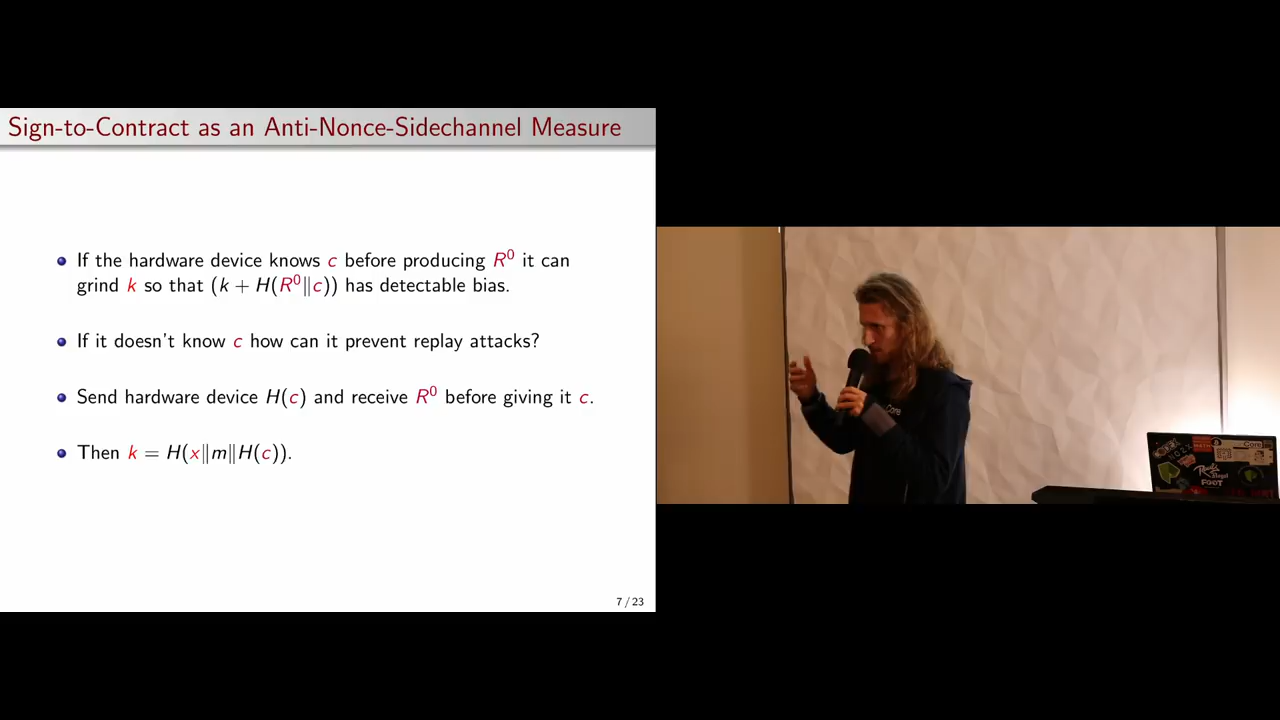 Sign-to-Contract as an Anti-Nonce-Sidechannel Measure
If the hardware device knows c before producing R⁰ it can
grind k so that (k + H(R⁰‖c)) has detectable bias.
If it doesn't know c how can it prevent replay attacks?
Send hardware device H(c) and receive R⁰ before giving it c.
Then k = H(x‖m‖H(c)).
7 / 23
Core
FOOT